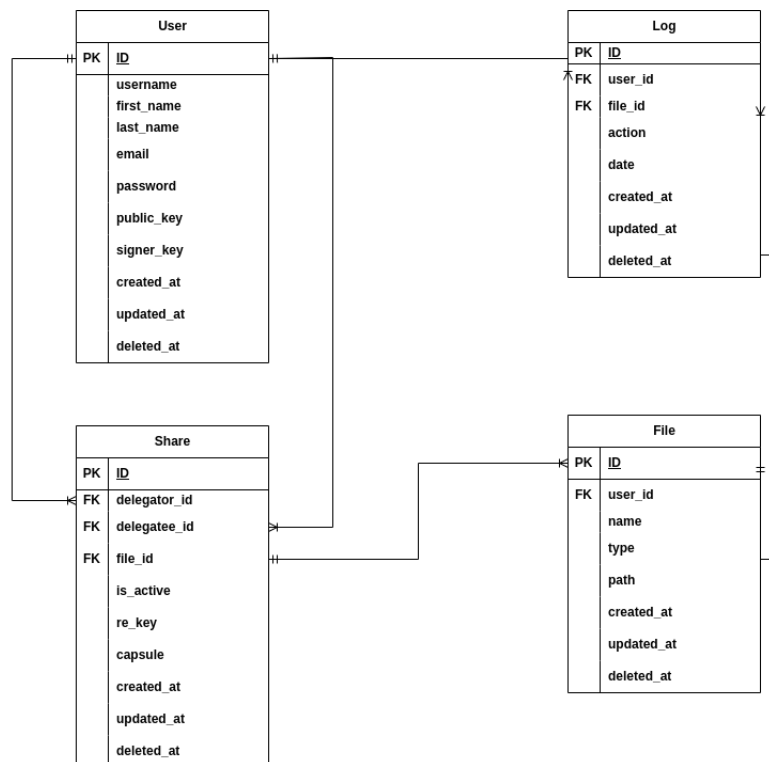 User
PK ID
username
first_name
last_name
email
password
public_key
signer_key
created_at
updated_at
deleted_at
Log
PK ID
FK user_id
FK file_id
action
date
created_at
updated_at
deleted_at
Share
PK ID
FK delegator_id
FK delegatee_id
FK file_id
is_active
re_key
capsule
created_at
updated_at
deleted_at
File
PK ID
FK user_id
name
type
path
created_at
updated_at
deleted_at